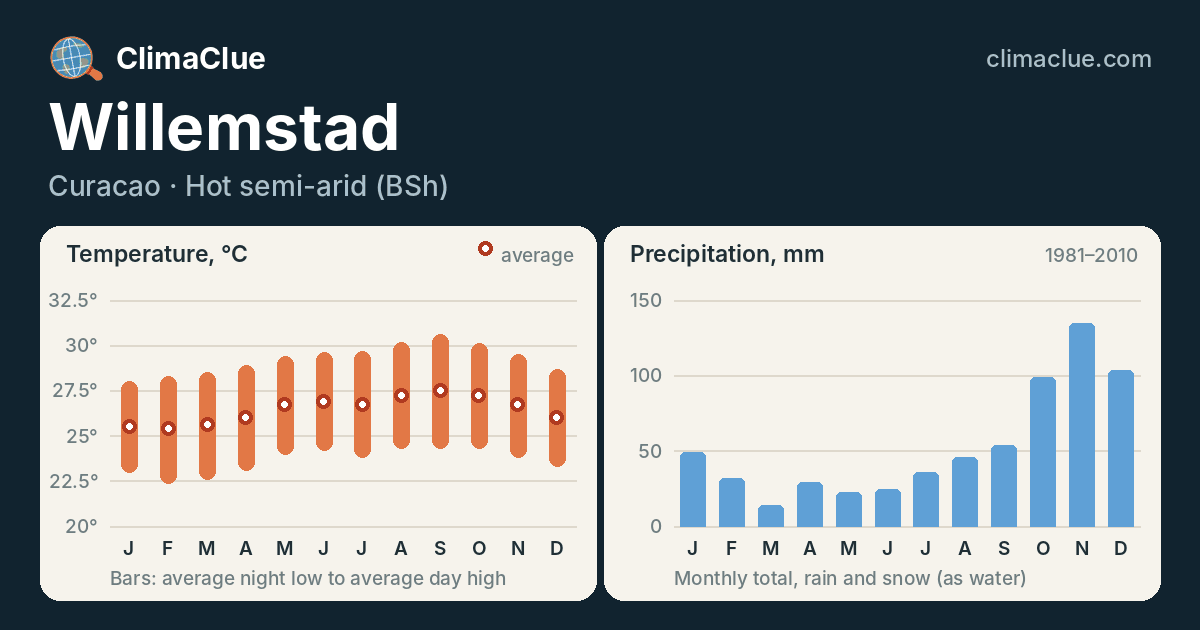 ClimaClue
climaclue.com
Willemstad
Curacao · Hot semi-arid (BSh)
Temperature, °C
average
32.5°
30°
27.5°
25°
22.5°
20°
J F M A M J J A S O N D
Bars: average night low to average day high
Precipitation, mm
1981–2010
150
100
50
0
J F M A M J J A S O N D
Monthly total, rain and snow (as water)